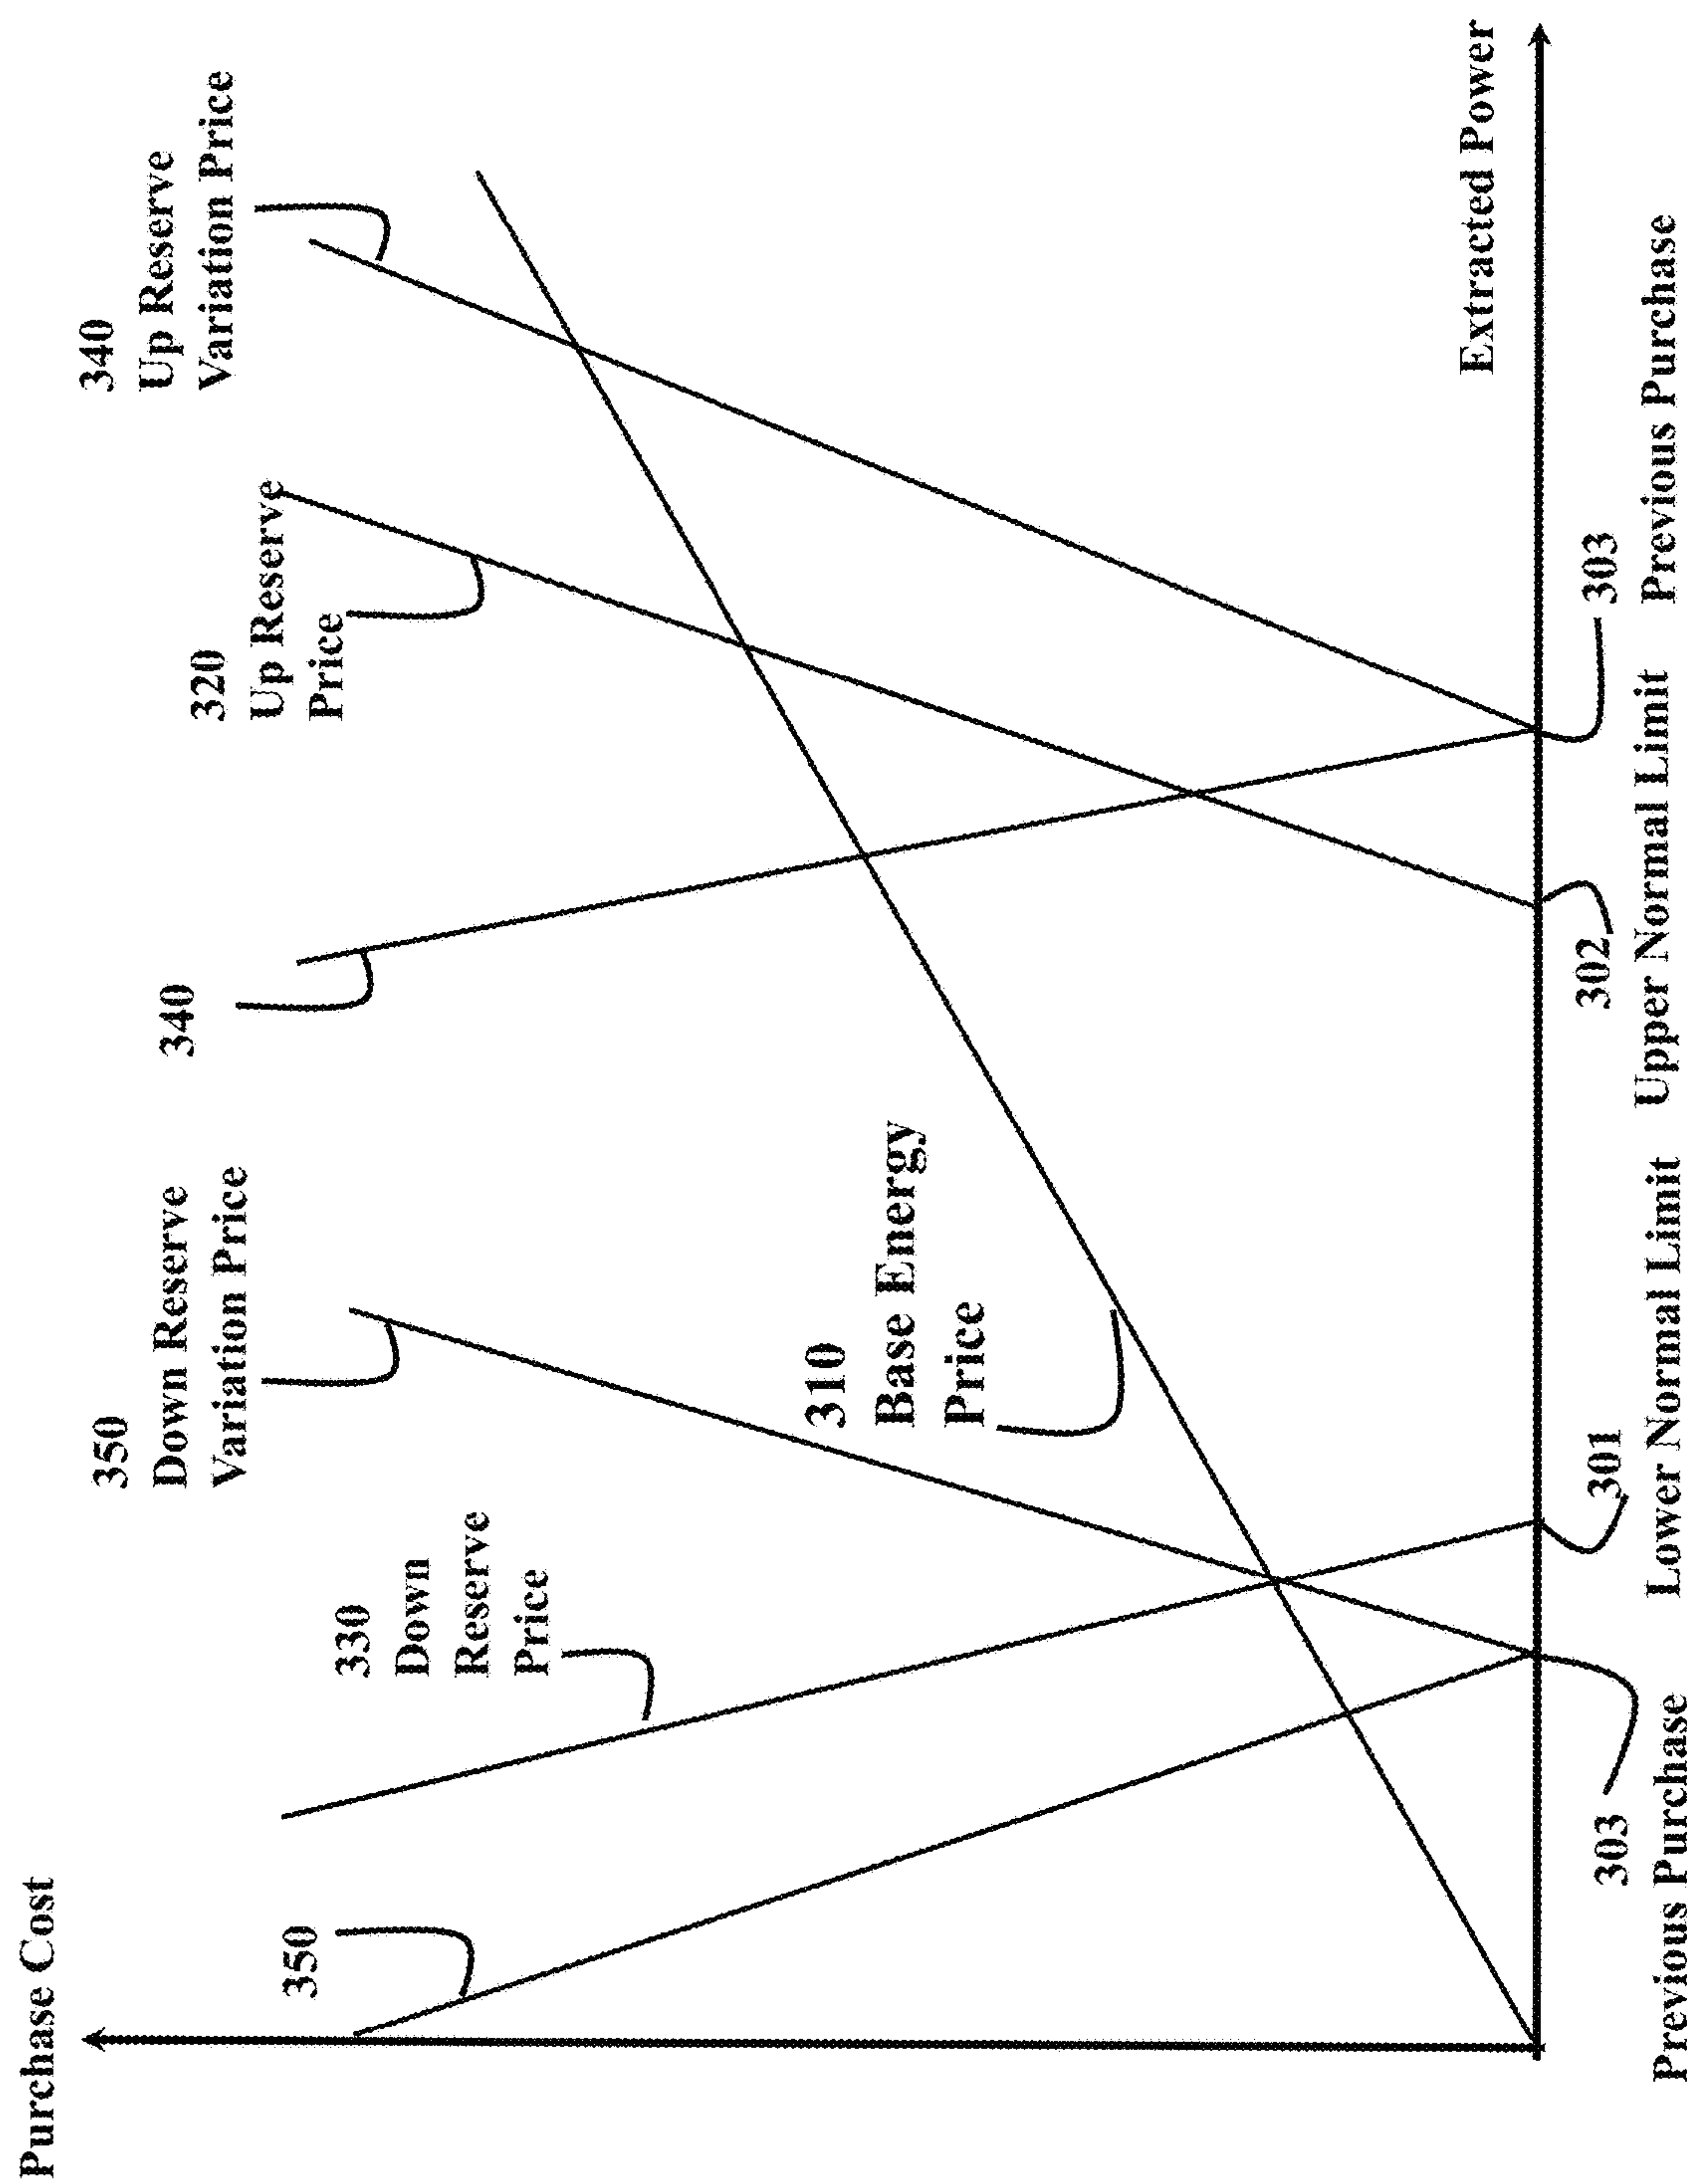 Purchase Cost
340
Up Reserve
Variation Price
350
Down Reserve
Variation Price
340
320
Up Reserve
Price
350
330
Down
Reserve
Price
310
Base Energy
Price
Extracted Power
303
301
302
303
Previous Purchase
Lower Normal Limit
Upper Normal Limit
Previous Purchase